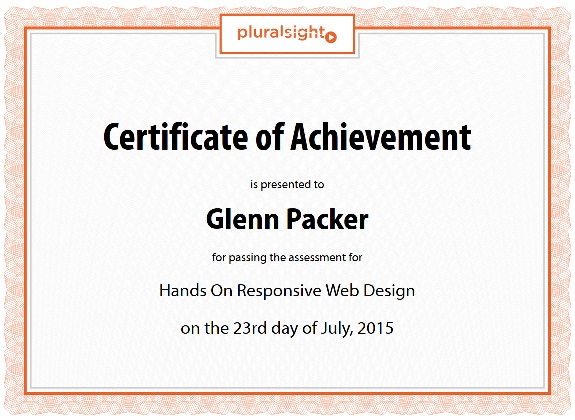 pluralsight
Certificate of Achievement
is presented to
Glenn Packer
for passing the assessment for
Hands On Responsive Web Design
on the 23rd day of July, 2015